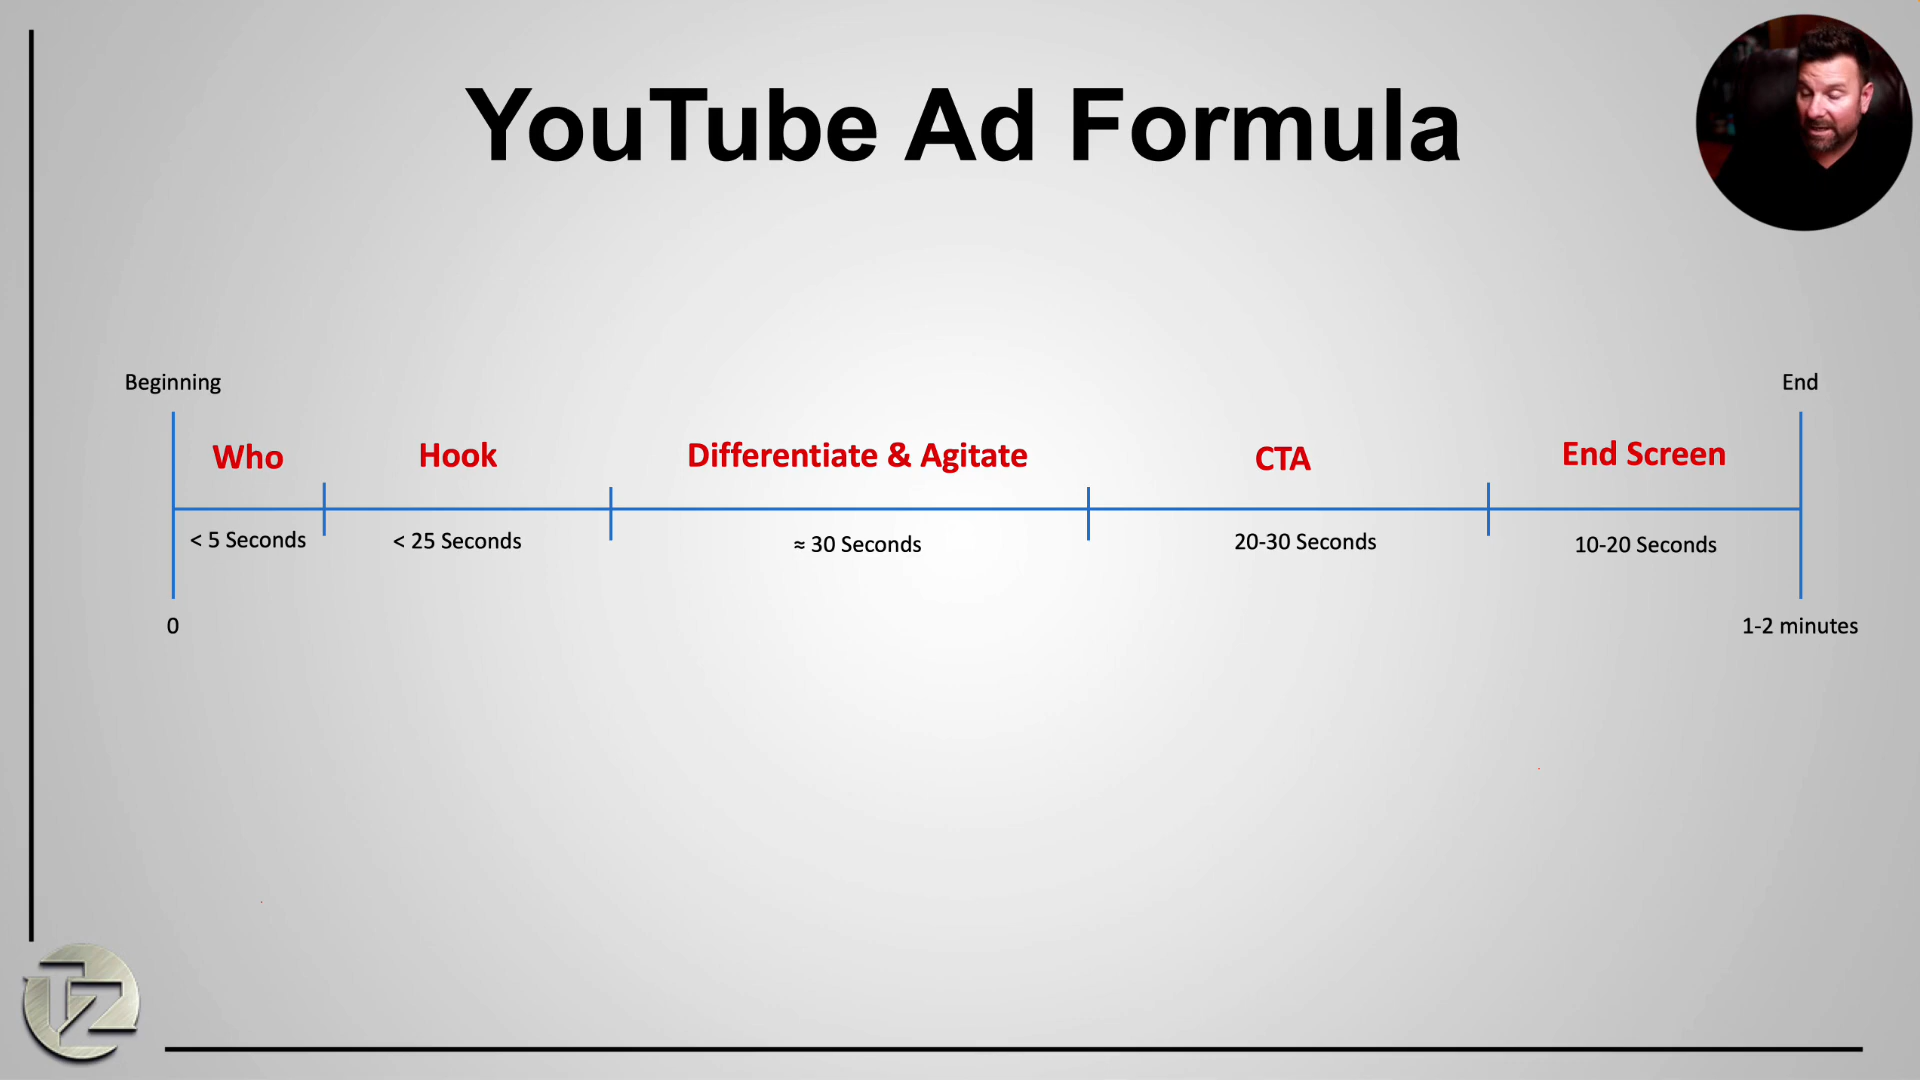 YouTube Ad Formula
Beginning
End
Who
Hook
Differentiate & Agitate
CTA
End Screen
< 5 Seconds
< 25 Seconds
≈ 30 Seconds
20-30 Seconds
10-20 Seconds
0
1-2 minutes
TZ